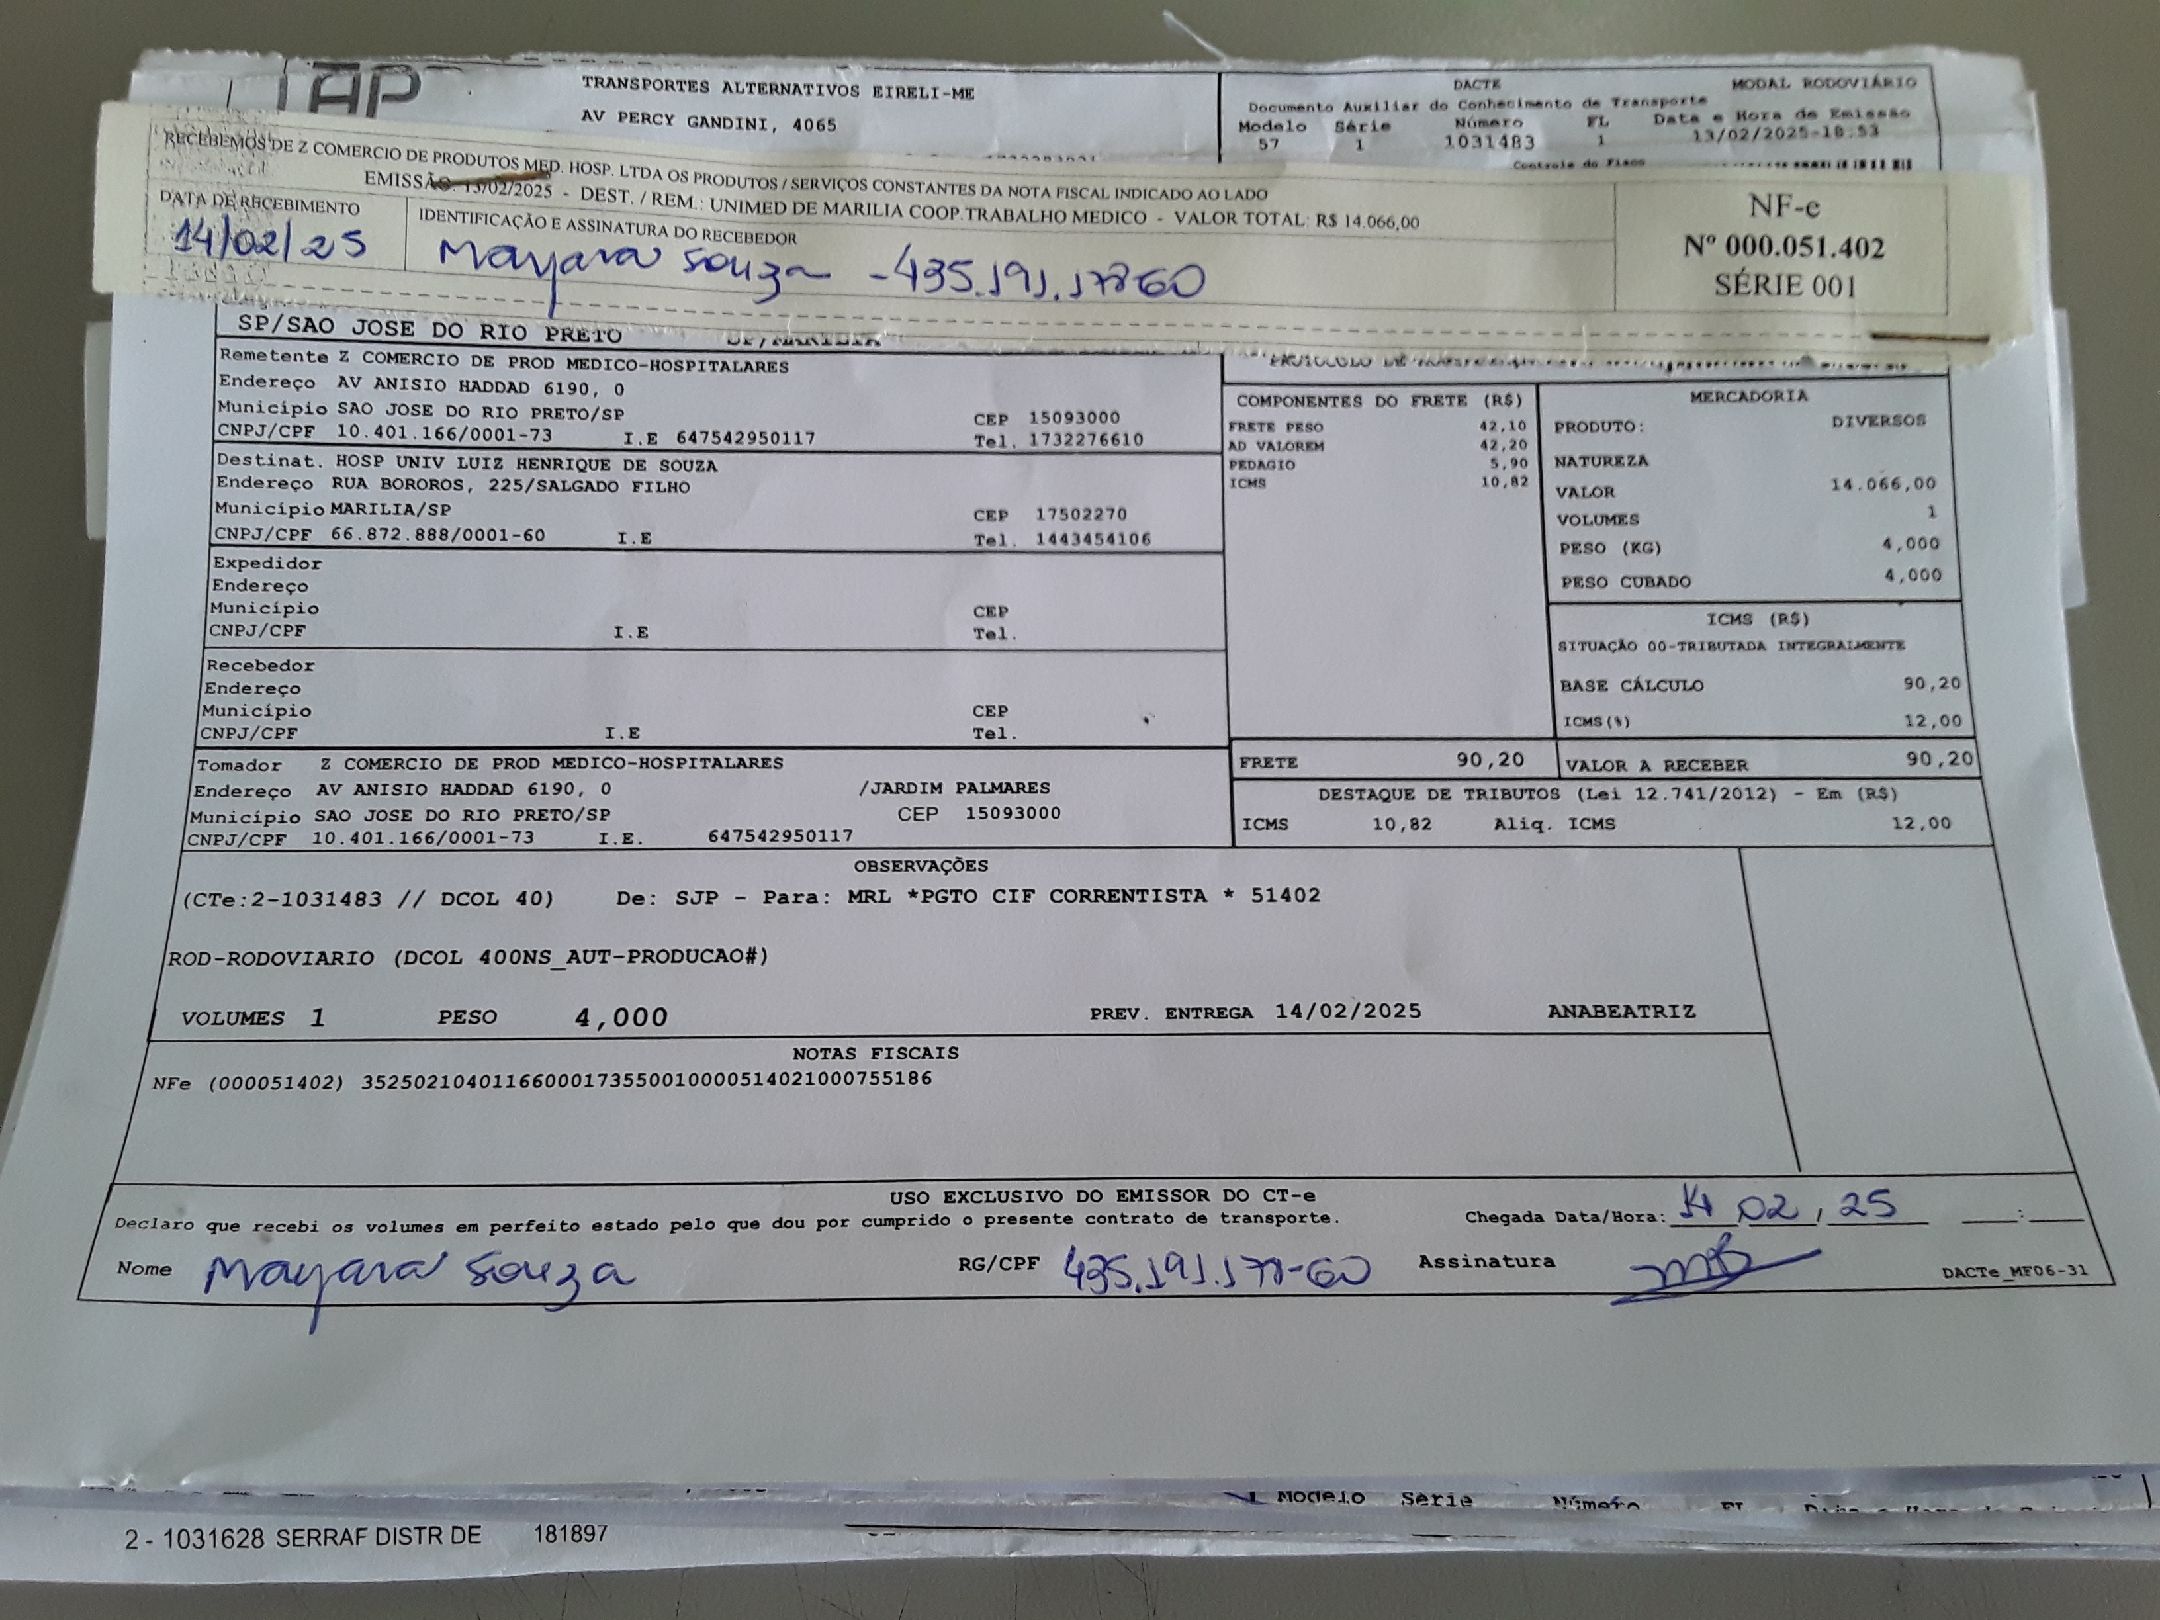 TAP
TRANSPORTES ALTERNATIVOS EIRELI-ME
AV PERCY GANDINI, 4065
DACTE MODAL RODOVIÁRIO
Documento Auxiliar do Conhecimento de Transporte
Modelo Série Número FL Data e Hora de Emissão
57 1 1031483 1 13/02/2025-18:53
Controle do Fisco
RECEBEMOS DE Z COMERCIO DE PRODUTOS MED. HOSP. LTDA OS PRODUTOS / SERVIÇOS CONSTANTES DA NOTA FISCAL INDICADO AO LADO
EMISSÃO: 13/02/2025 - DEST. / REM.: UNIMED DE MARILIA COOP.TRABALHO MEDICO - VALOR TOTAL: R$ 14.066,00
DATA DE RECEBIMENTO
14/02/25
IDENTIFICAÇÃO E ASSINATURA DO RECEBEDOR
Mayara Souza - 435.191.17860
NF-e
Nº 000.051.402
SÉRIE 001
SP/SAO JOSE DO RIO PRETO SP/MARILIA
Remetente Z COMERCIO DE PROD MEDICO-HOSPITALARES
Endereço AV ANISIO HADDAD 6190, 0
Município SAO JOSE DO RIO PRETO/SP CEP 15093000
CNPJ/CPF 10.401.166/0001-73 I.E 647542950117 Tel. 1732276610
Destinat. HOSP UNIV LUIZ HENRIQUE DE SOUZA
Endereço RUA BOROROS, 225/SALGADO FILHO
Município MARILIA/SP CEP 17502270
CNPJ/CPF 66.872.888/0001-60 I.E Tel. 1443454106
Expedidor
Endereço
Município CEP
CNPJ/CPF I.E Tel.
Recebedor
Endereço
Município CEP
CNPJ/CPF I.E Tel.
Tomador Z COMERCIO DE PROD MEDICO-HOSPITALARES
Endereço AV ANISIO HADDAD 6190, 0 /JARDIM PALMARES
Município SAO JOSE DO RIO PRETO/SP CEP 15093000
CNPJ/CPF 10.401.166/0001-73 I.E. 647542950117
PROTOCOLO DE
COMPONENTES DO FRETE (R$)
FRETE PESO 42,10
AD VALOREM 42,20
PEDAGIO 5,90
ICMS 10,82
MERCADORIA
PRODUTO: DIVERSOS
NATUREZA
VALOR 14.066,00
VOLUMES 1
PESO (KG) 4,000
PESO CUBADO 4,000
ICMS (R$)
SITUAÇÃO 00-TRIBUTADA INTEGRALMENTE
BASE CÁLCULO 90,20
ICMS(%) 12,00
FRETE 90,20 VALOR A RECEBER 90,20
DESTAQUE DE TRIBUTOS (Lei 12.741/2012) - Em (R$)
ICMS 10,82 Aliq. ICMS 12,00
OBSERVAÇÕES
(CTe:2-1031483 // DCOL 40) De: SJP - Para: MRL *PGTO CIF CORRENTISTA * 51402
ROD-RODOVIARIO (DCOL 400NS_AUT-PRODUCAO#)
VOLUMES 1 PESO 4,000 PREV. ENTREGA 14/02/2025 ANABEATRIZ
NOTAS FISCAIS
NFe (000051402) 35250210401166000173550010000514021000755186
USO EXCLUSIVO DO EMISSOR DO CT-e
Declaro que recebi os volumes em perfeito estado pelo que dou por cumprido o presente contrato de transporte. Chegada Data/Hora: 14, 02, 25 __:__
Nome Mayara Souza RG/CPF 435.191.178-60 Assinatura
DACTe_MF06-31
Modelo Série Número FL
2 - 1031628 SERRAF DISTR DE 181897